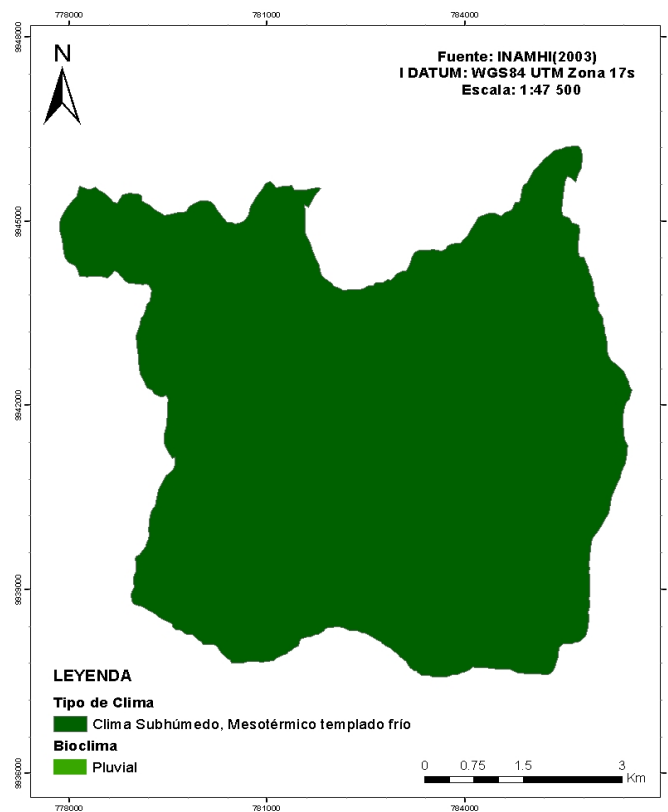 778000 781000 784000
N
Fuente: INAMHI(2003)
I DATUM: WGS84 UTM Zona 17s
Escala: 1:47 500
9948000
9945000
9942000
9939000
9936000
LEYENDA
Tipo de Clima
Clima Subhúmedo, Mesotérmico templado frío
Bioclima
Pluvial
0 0.75 1.5 3
Km
778000 781000 784000